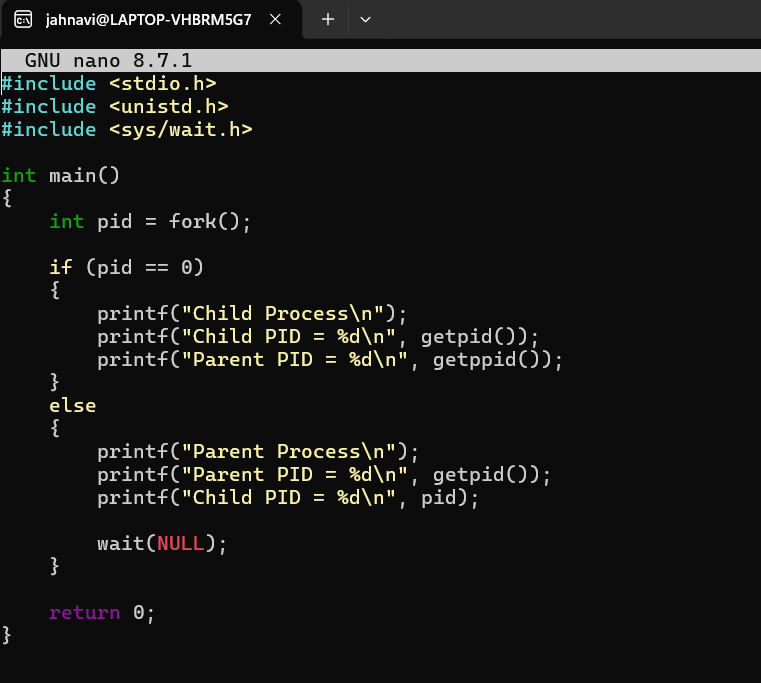 jahnavi@LAPTOP-VHBRM5G7
GNU nano 8.7.1
#include <stdio.h>
#include <unistd.h>
#include <sys/wait.h>

int main()
{
    int pid = fork();

    if (pid == 0)
    {
        printf("Child Process\n");
        printf("Child PID = %d\n", getpid());
        printf("Parent PID = %d\n", getppid());
    }
    else
    {
        printf("Parent Process\n");
        printf("Parent PID = %d\n", getpid());
        printf("Child PID = %d\n", pid);

        wait(NULL);
    }

    return 0;
}